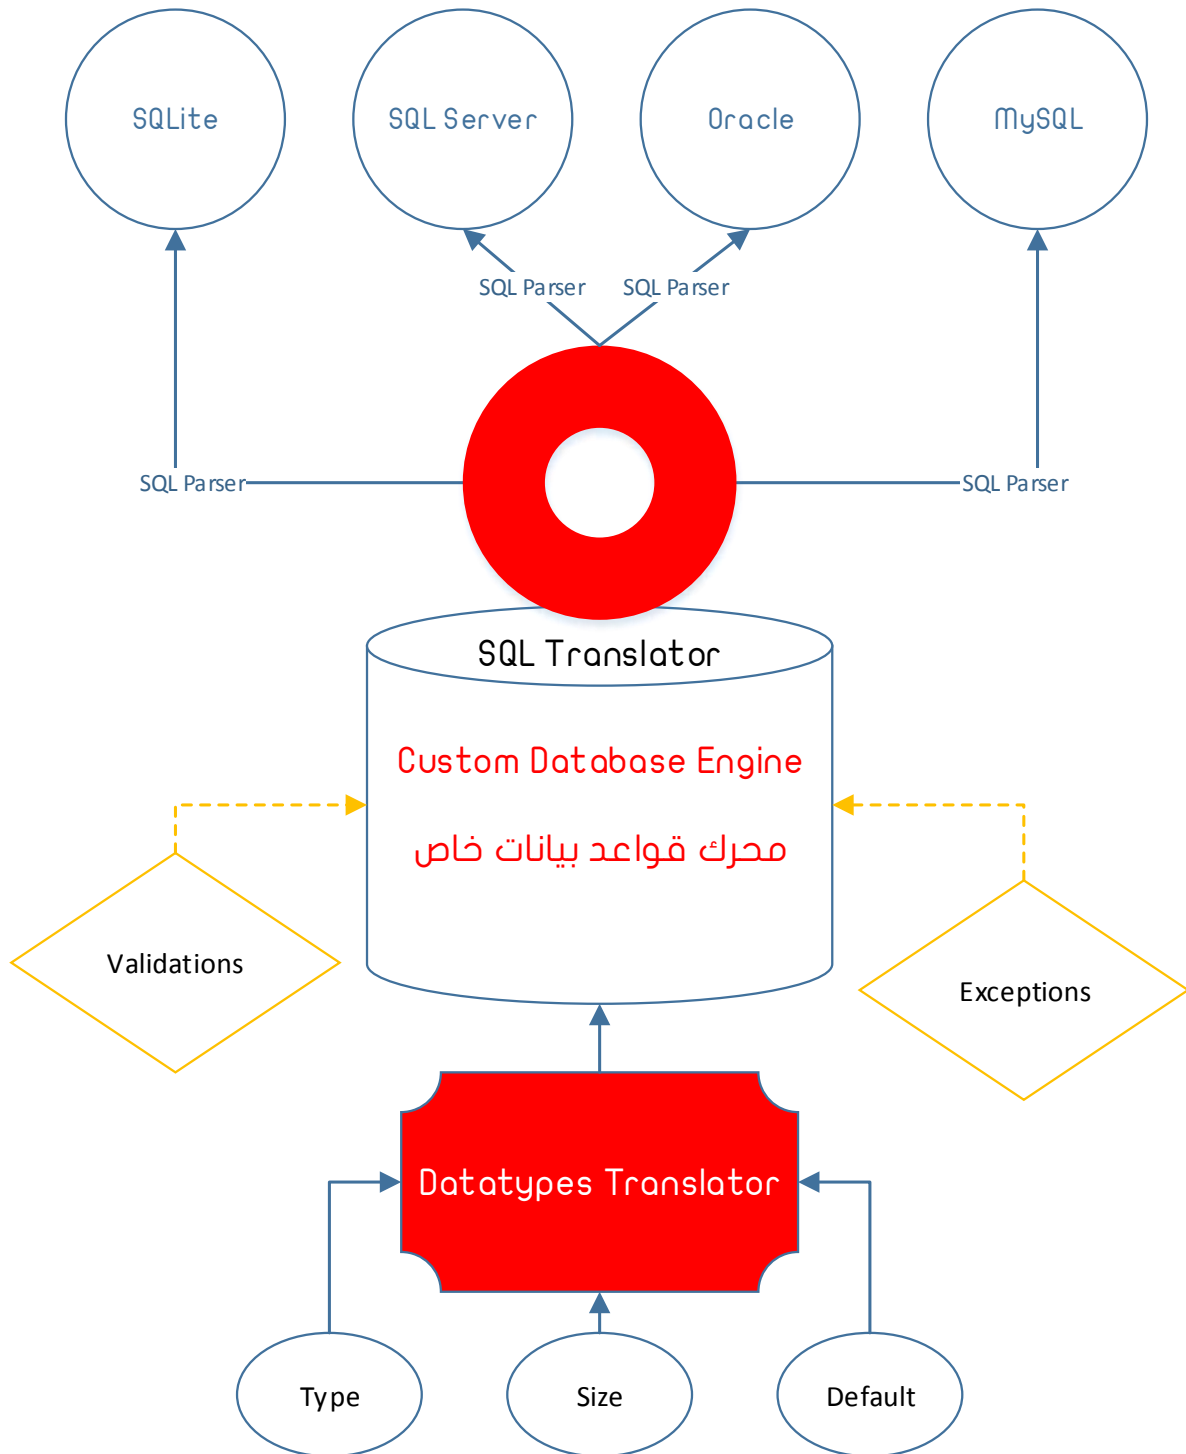 SQLite
SQL Server
Oracle
MySQL
SQL Parser
SQL Parser
SQL Parser
SQL Parser
SQL Translator
Custom Database Engine
محرك قواعد بيانات خاص
Validations
Exceptions
Datatypes Translator
Type
Size
Default